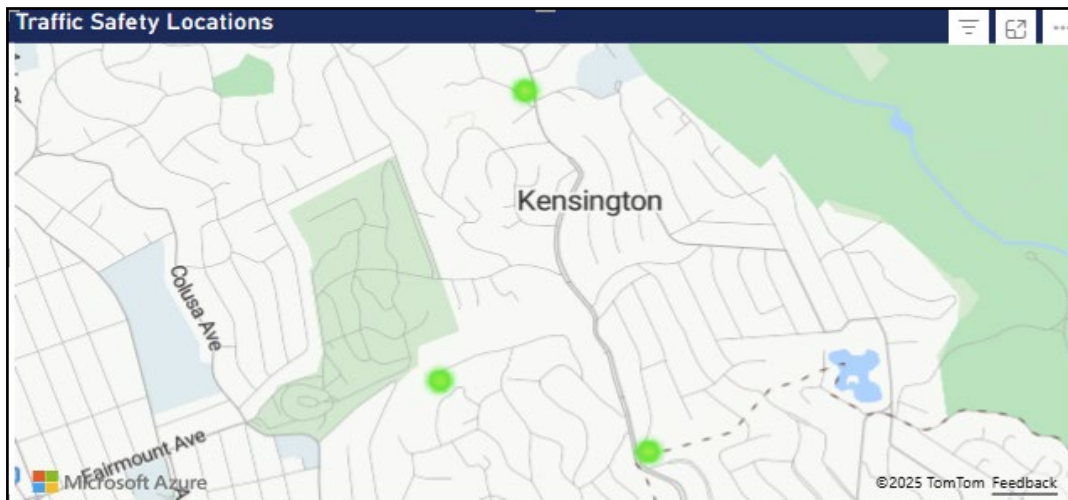 Traffic Safety Locations
Kensington
Colusa Ave
Fairmount Ave
Microsoft Azure
©2025 TomTom Feedback